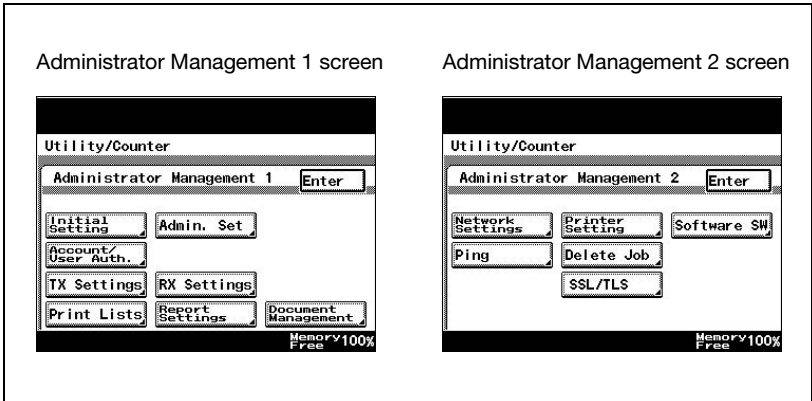 Administrator Management 1 screen
Utility/Counter
Administrator Management 1
Enter
Initial
Setting
Admin. Set
Account/
User Auth.
TX Settings
RX Settings
Print Lists
Report
Settings
Document
Management
Memory
Free
100%
Administrator Management 2 screen
Utility/Counter
Administrator Management 2
Enter
Network
Settings
Printer
Setting
Software SW
Ping
Delete Job
SSL/TLS
Memory
Free
100%